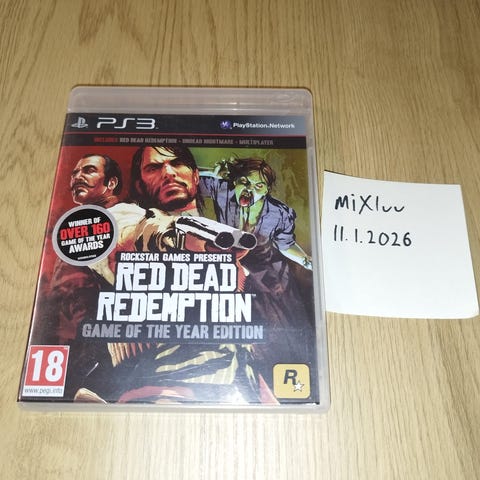 PS3
PlayStation®Network
INCLUDES RED DEAD REDEMPTION - UNDEAD NIGHTMARE - MULTIPLAYER
WINNER OF
OVER 160
GAME OF THE YEAR
AWARDS
ROCKSTAR GAMES PRESENTS
RED DEAD
REDEMPTION
GAME OF THE YEAR EDITION
18
www.pegi.info
R
MiXluu
11.1.2026